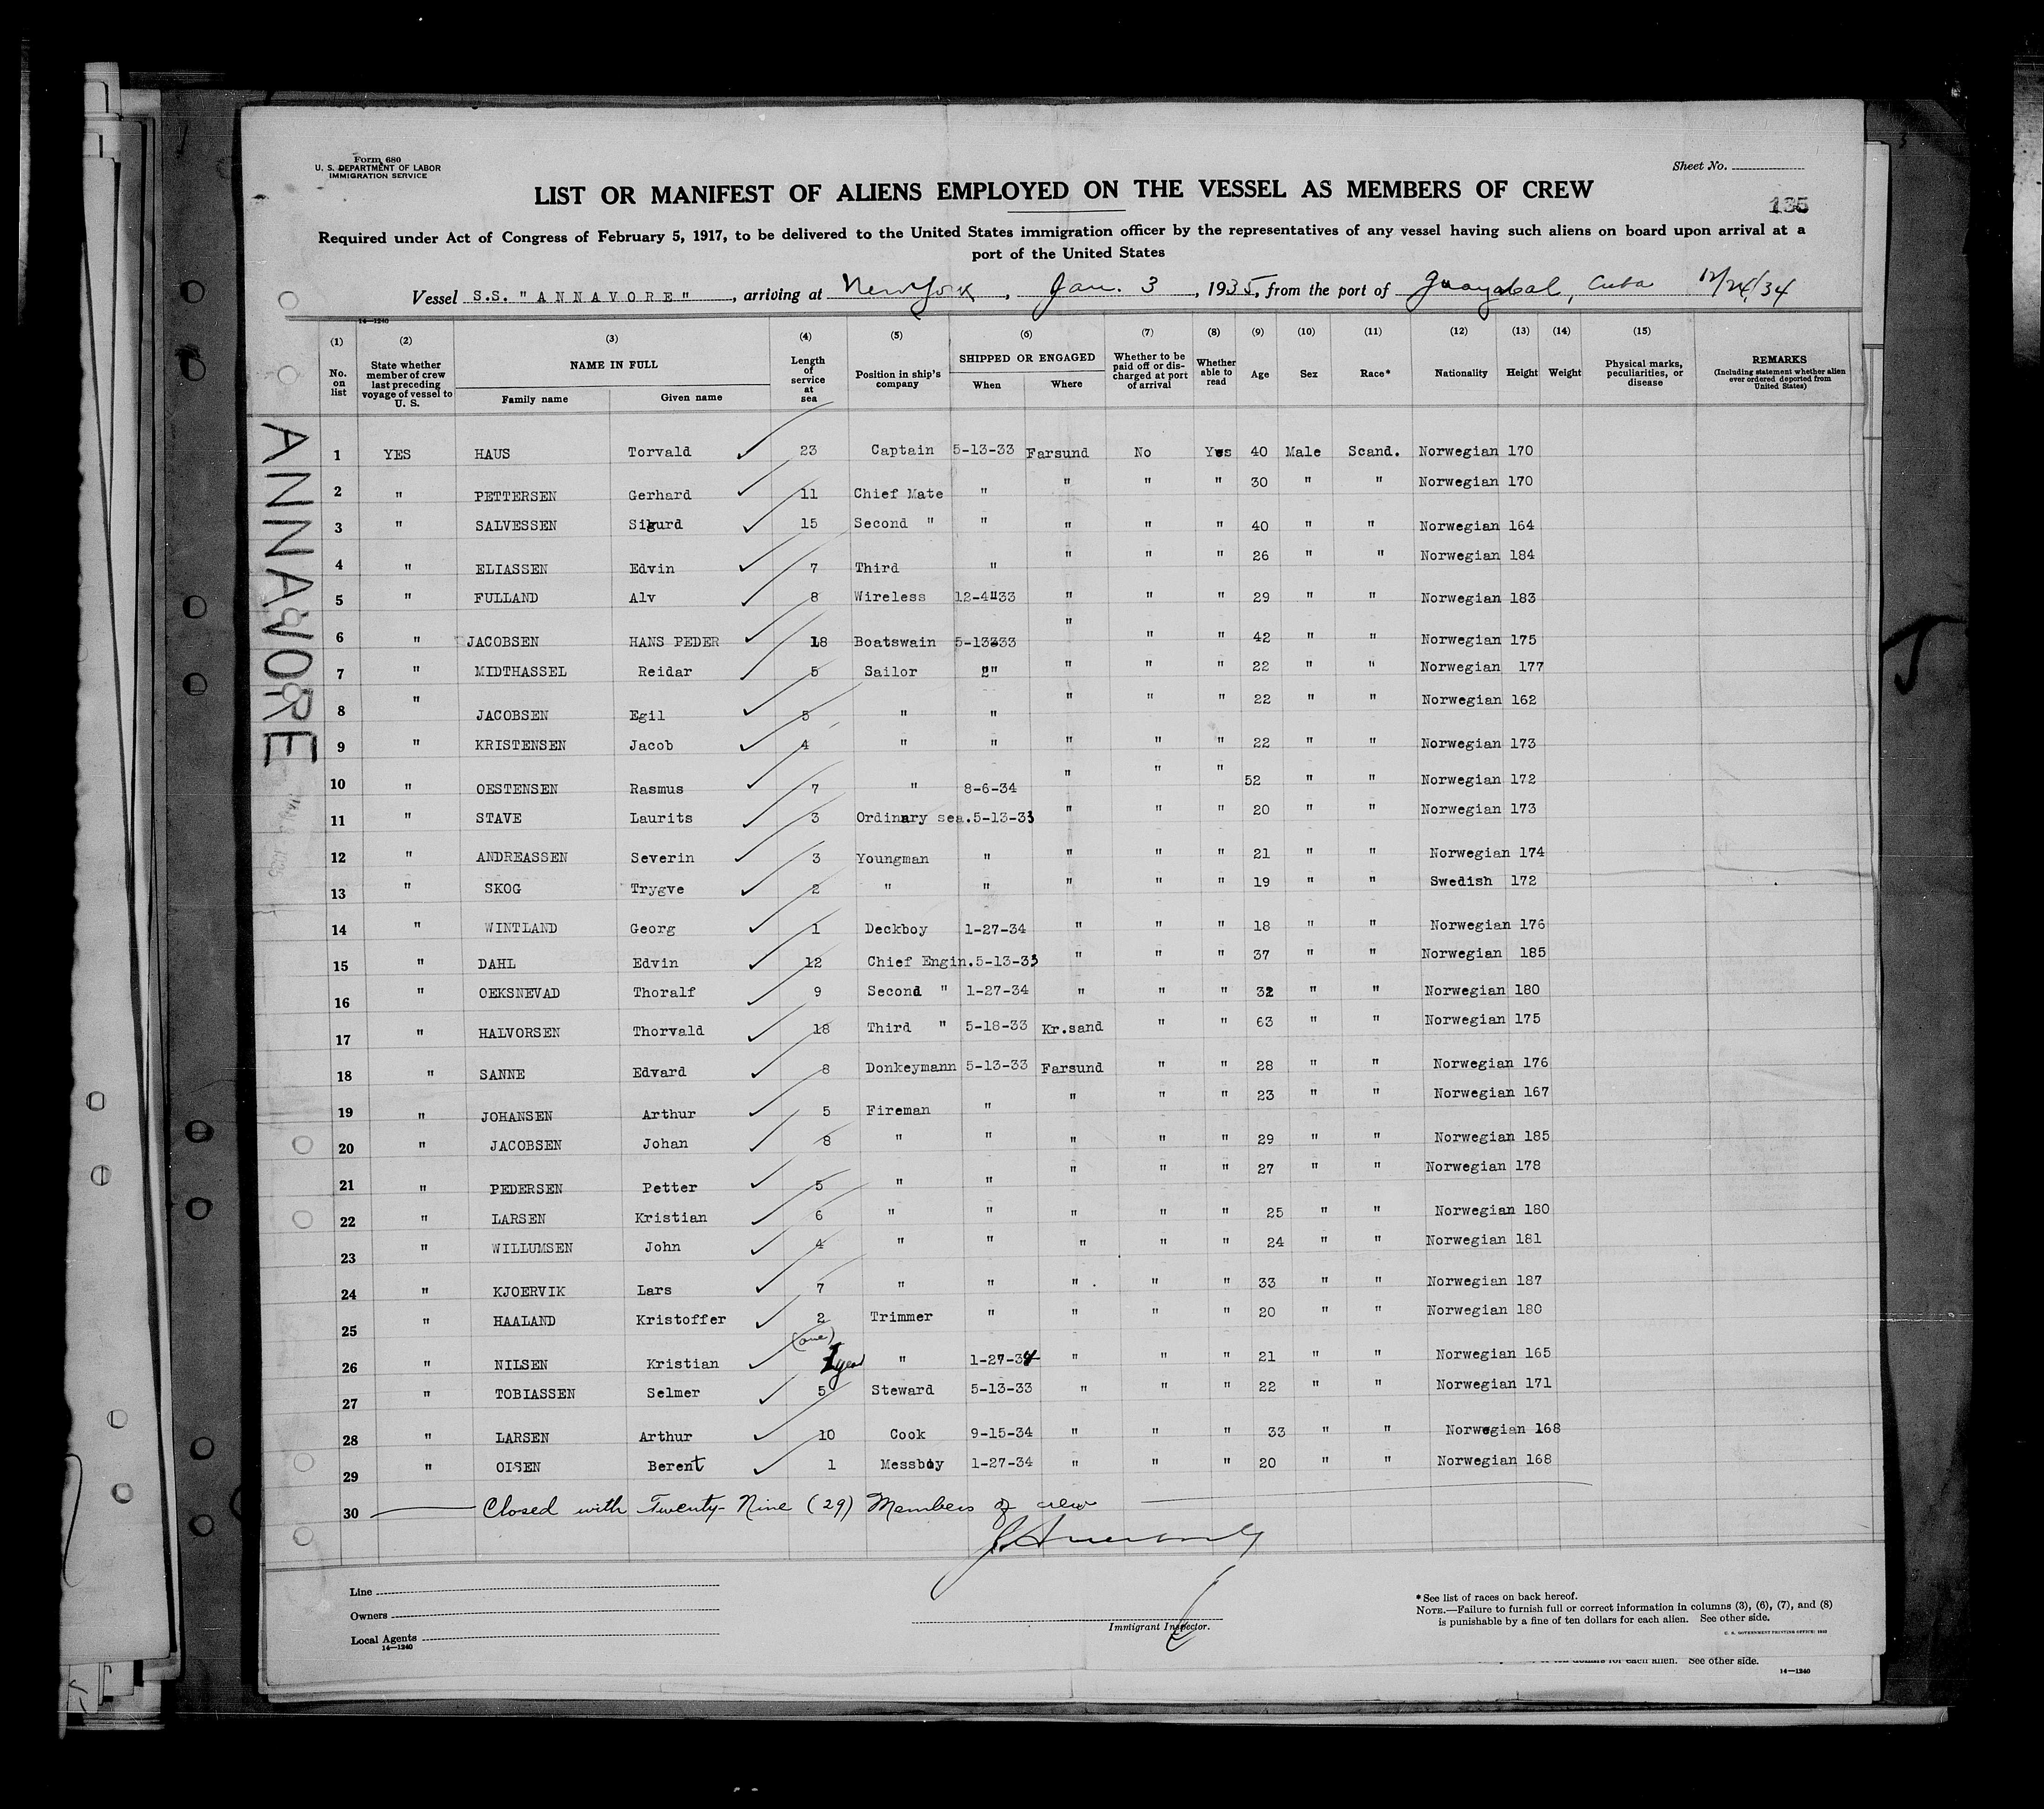 Form 680
U. S. DEPARTMENT OF LABOR
IMMIGRATION SERVICE
Sheet No.
LIST OR MANIFEST OF ALIENS EMPLOYED ON THE VESSEL AS MEMBERS OF CREW
135
Required under Act of Congress of February 5, 1917, to be delivered to the United States immigration officer by the representatives of any vessel having such aliens on board upon arrival at a
port of the United States
Vessel S.S. "ANNAVORE", arriving at New York, Jan. 3, 1935, from the port of Guayabal, Cuba 12/24/34
14—1240
(1) (2) (3) (4) (5) (6) (7) (8) (9) (10) (11) (12) (13) (14) (15)
No. on list State whether member of crew last preceding voyage of vessel to U. S. NAME IN FULL Family name Given name Length of service at sea Position in ship's company SHIPPED OR ENGAGED When Where Whether to be paid off or discharged at port of arrival Whether able to read Age Sex Race* Nationality Height Weight Physical marks, peculiarities, or disease REMARKS (Including statement whether alien ever ordered deported from United States)
ANNAVORE
1 YES HAUS Torvald 23 Captain 5-13-33 Farsund No Yes 40 Male Scand. Norwegian 170
2 " PETTERSEN Gerhard 11 Chief Mate " " " " 30 " " Norwegian 170
3 " SALVESSEN Sigurd 15 Second " " " " " 40 " " Norwegian 164
4 " ELIASSEN Edvin 7 Third " " " " 26 " " Norwegian 184
5 " FULLAND Alv 8 Wireless 12-4"33 " " " 29 " " Norwegian 183
6 " JACOBSEN HANS PEDER 18 Boatswain 5-13333 " " " 42 " " Norwegian 175
7 " MIDTHASSEL Reidar 5 Sailor " " " " 22 " " Norwegian 177
8 " JACOBSEN Egil 5 " " " " " 22 " " Norwegian 162
9 " KRISTENSEN Jacob 4 " " " " " 22 " " Norwegian 173
10 " OESTENSEN Rasmus 7 " 8-6-34 " " " 52 " " Norwegian 172
11 " STAVE Laurits 3 Ordinary sea. 5-13-33 " " " 20 " " Norwegian 173
12 " ANDREASSEN Severin 3 Youngman " " " " 21 " " Norwegian 174
13 " SKOG Trygve 2 " " " " " 19 " " Swedish 172
14 " WINTLAND Georg 1 Deckboy 1-27-34 " " " 18 " " Norwegian 176
15 " DAHL Edvin 12 Chief Engin. 5-13-33 " " " 37 " " Norwegian 185
16 " OEKSNEVAD Thoralf 9 Second " 1-27-34 " " " 32 " " Norwegian 180
17 " HALVORSEN Thorvald 18 Third " 5-18-33 Kr.sand " " 63 " " Norwegian 175
18 " SANNE Edvard 8 Donkeymann 5-13-33 Farsund " " 28 " " Norwegian 176
19 " JOHANSEN Arthur 5 Fireman " " " " 23 " " Norwegian 167
20 " JACOBSEN Johan 8 " " " " " 29 " " Norwegian 185
21 " PEDERSEN Petter 5 " " " " " 27 " " Norwegian 178
22 " LARSEN Kristian 6 " " " " " 25 " " Norwegian 180
23 " WILLUMSEN John 4 " " " " " 24 " " Norwegian 181
24 " KJOERVIK Lars 7 " " " " " 33 " " Norwegian 187
25 " HAALAND Kristoffer 2 Trimmer " " " " 20 " " Norwegian 180
26 " NILSEN Kristian (one) 1 year " 1-27-34 " " " 21 " " Norwegian 165
27 " TOBIASSEN Selmer 5 Steward 5-13-33 " " " 22 " " Norwegian 171
28 " LARSEN Arthur 10 Cook 9-15-34 " " " 33 " " Norwegian 168
29 " OLSEN Berent 1 Messboy 1-27-34 " " " 20 " " Norwegian 168
30 Closed with Twenty-Nine (29) Members of crew
Line
Owners
Local Agents
14—1240
Immigrant Inspector.
*See list of races on back hereof.
NOTE.—Failure to furnish full or correct information in columns (3), (6), (7), and (8)
is punishable by a fine of ten dollars for each alien. See other side.
U. S. GOVERNMENT PRINTING OFFICE:
for each alien. See other side.
14—1240